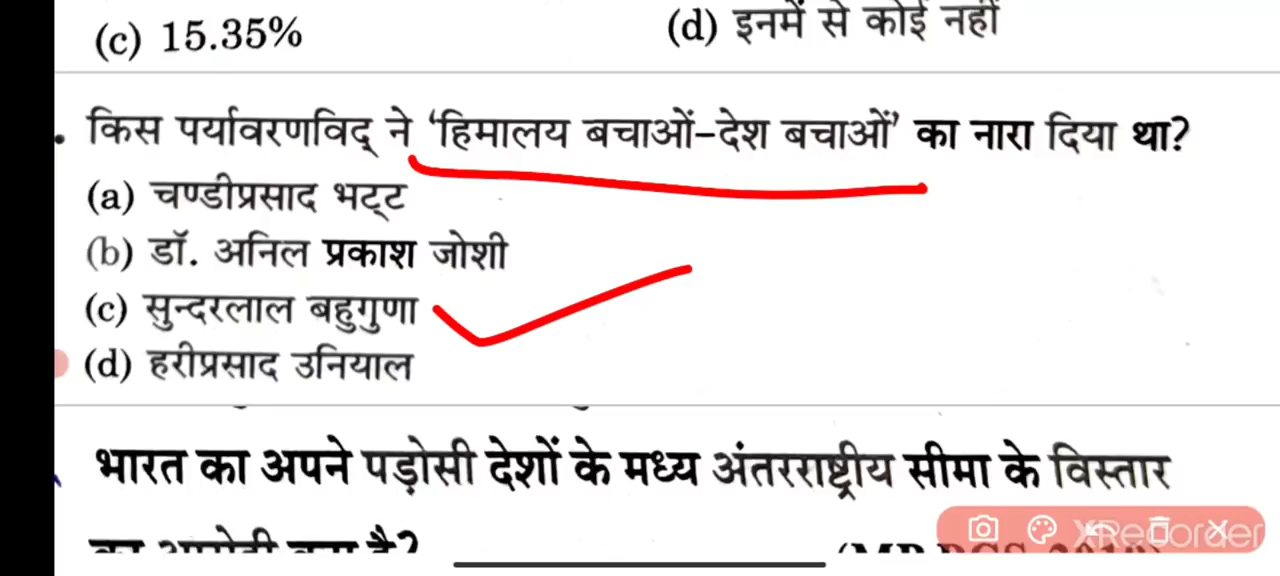 (c) 15.35%
(d) इनमें से कोई नहीं
. किस पर्यावरणविद् ने ‘हिमालय बचाओं–देश बचाओं’ का नारा दिया था?
(a) चण्डीप्रसाद भट्ट
(b) डॉ. अनिल प्रकाश जोशी
(c) सुन्दरलाल बहुगुणा
(d) हरीप्रसाद उनियाल
भारत का अपने पड़ोसी देशों के मध्य अंतरराष्ट्रीय सीमा के विस्तार
XRecorder